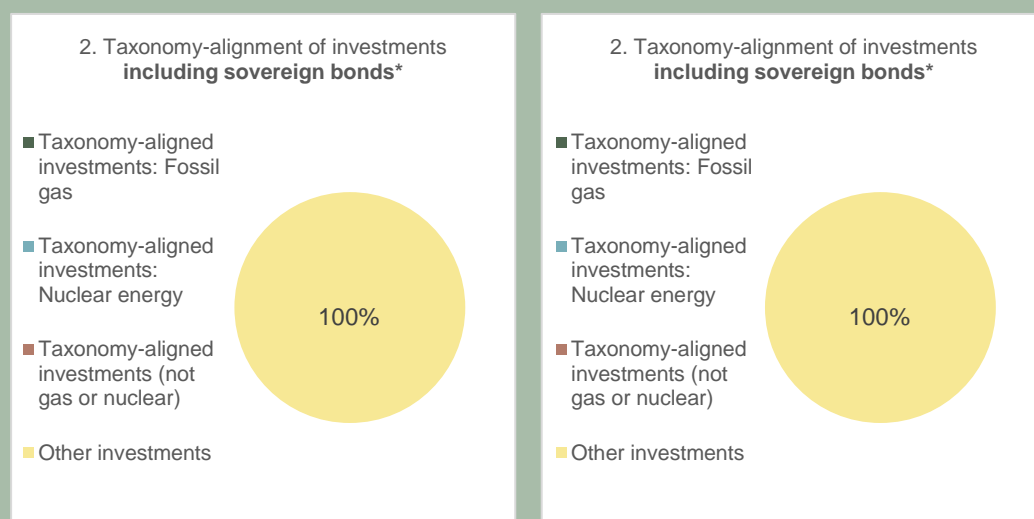 2. Taxonomy-alignment of investments
including sovereign bonds*
Taxonomy-aligned
investments: Fossil
gas
Taxonomy-aligned
investments:
Nuclear energy
Taxonomy-aligned
investments (not
gas or nuclear)
Other investments
100%
2. Taxonomy-alignment of investments
including sovereign bonds*
Taxonomy-aligned
investments: Fossil
gas
Taxonomy-aligned
investments:
Nuclear energy
Taxonomy-aligned
investments (not
gas or nuclear)
Other investments
100%